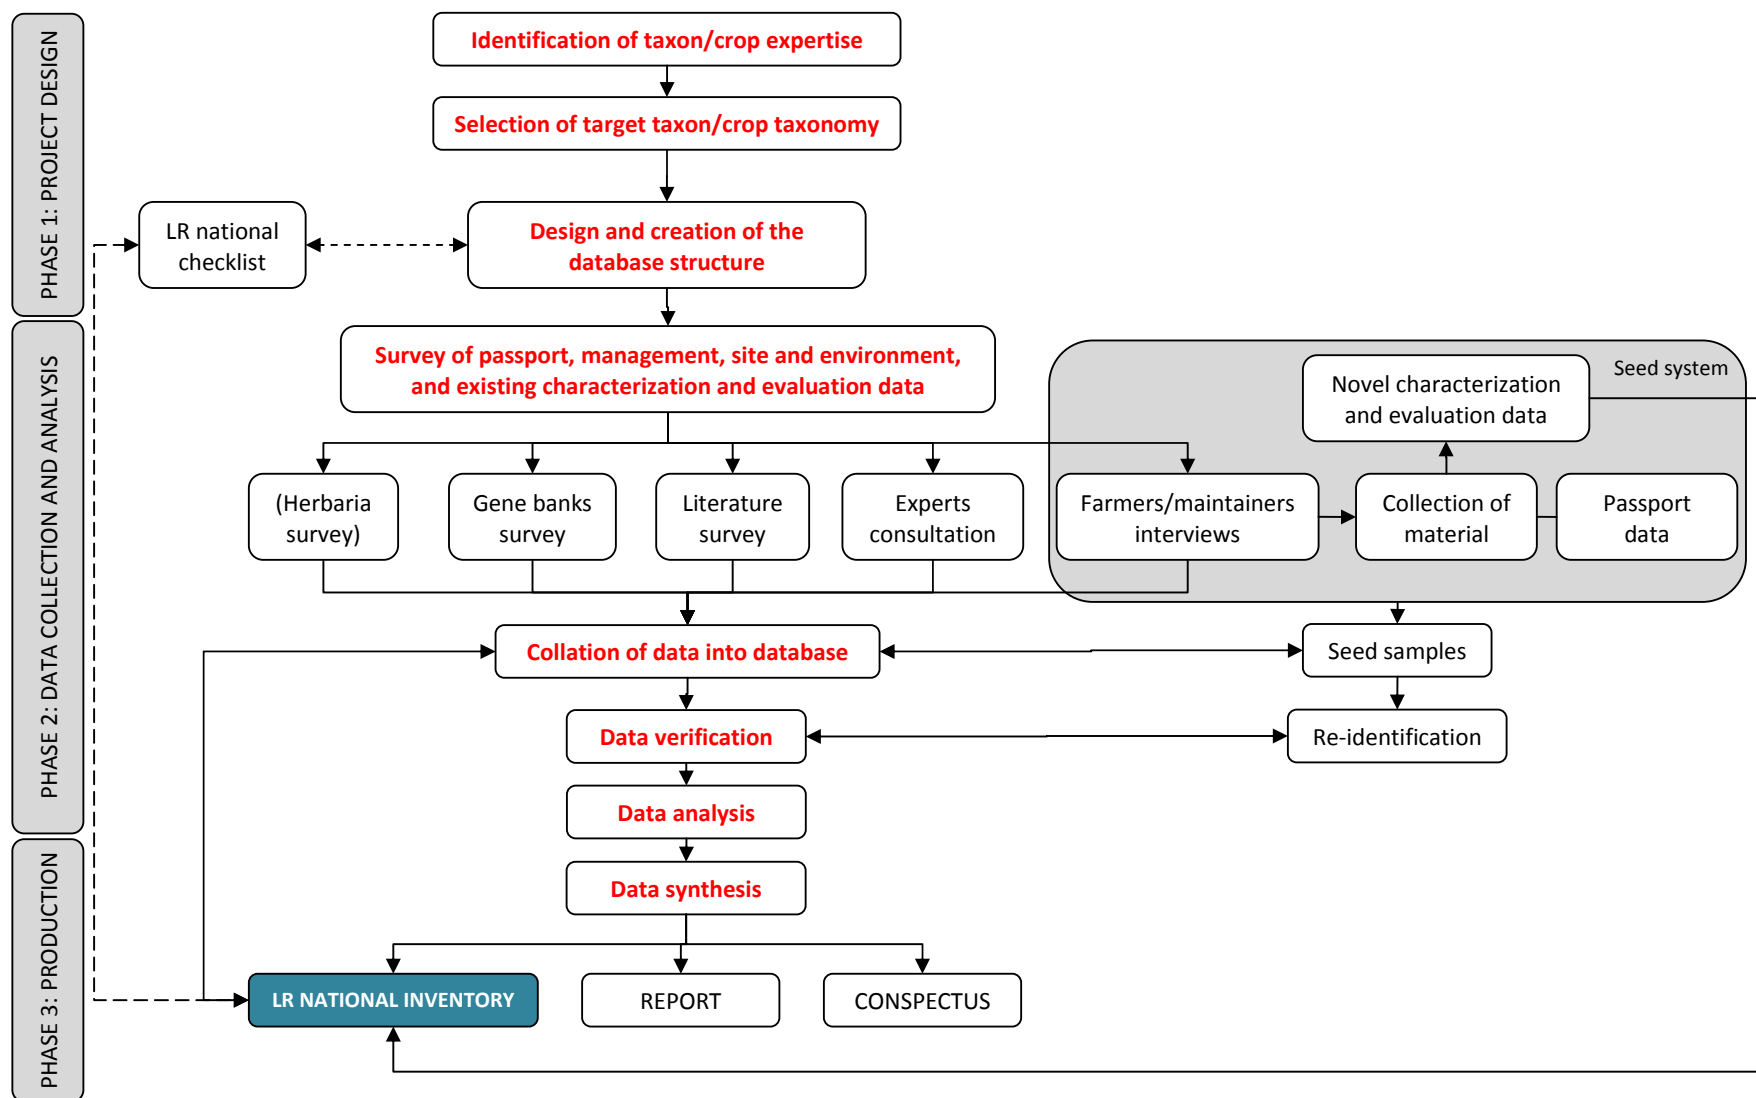 PHASE 1: PROJECT DESIGN
Identification of taxon/crop expertise
Selection of target taxon/crop taxonomy
LR national
checklist
Design and creation of the
database structure
PHASE 2: DATA COLLECTION AND ANALYSIS
Survey of passport, management, site and environment,
and existing characterization and evaluation data
Seed system
Novel characterization
and evaluation data
(Herbaria
survey)
Gene banks
survey
Literature
survey
Experts
consultation
Farmers/maintainers
interviews
Collection of
material
Passport
data
Collation of data into database
Seed samples
Data verification
Re-identification
Data analysis
PHASE 3: PRODUCTION
Data synthesis
LR NATIONAL INVENTORY
REPORT
CONSPECTUS